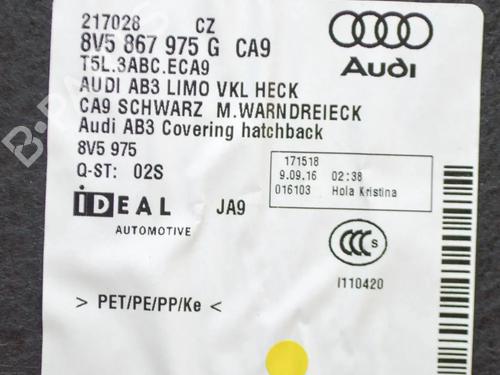 217028 CZ
8V5 867 975 G CA9
T5L.3ABC.ECA9
Audi
AUDI AB3 LIMO VKL HECK
CA9 SCHWARZ M.WARNDREIECK
Audi AB3 Covering hatchback
8V5 975
Q-ST: 02S
171518
9.09.16 02:38
016103 Hola Kristina
IDEAL JA9
AUTOMOTIVE
CCC S
I110420
> PET/PE/PP/Ke <